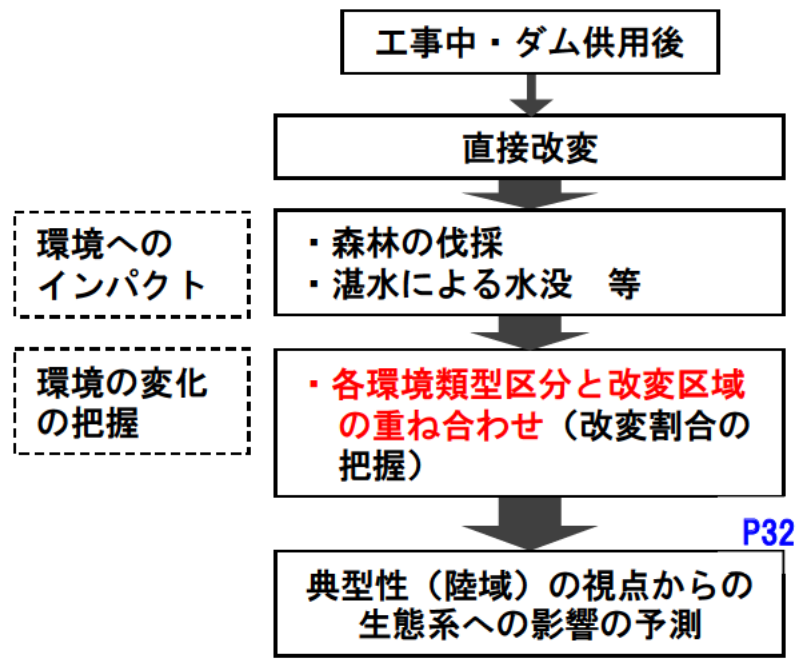 工事中・ダム供用後
直接改変
環境への
インパクト
・森林の伐採
・湛水による水没　等
環境の変化
の把握
・各環境類型区分と改変区域
の重ね合わせ（改変割合の
把握）
P32
典型性（陸域）の視点からの
生態系への影響の予測